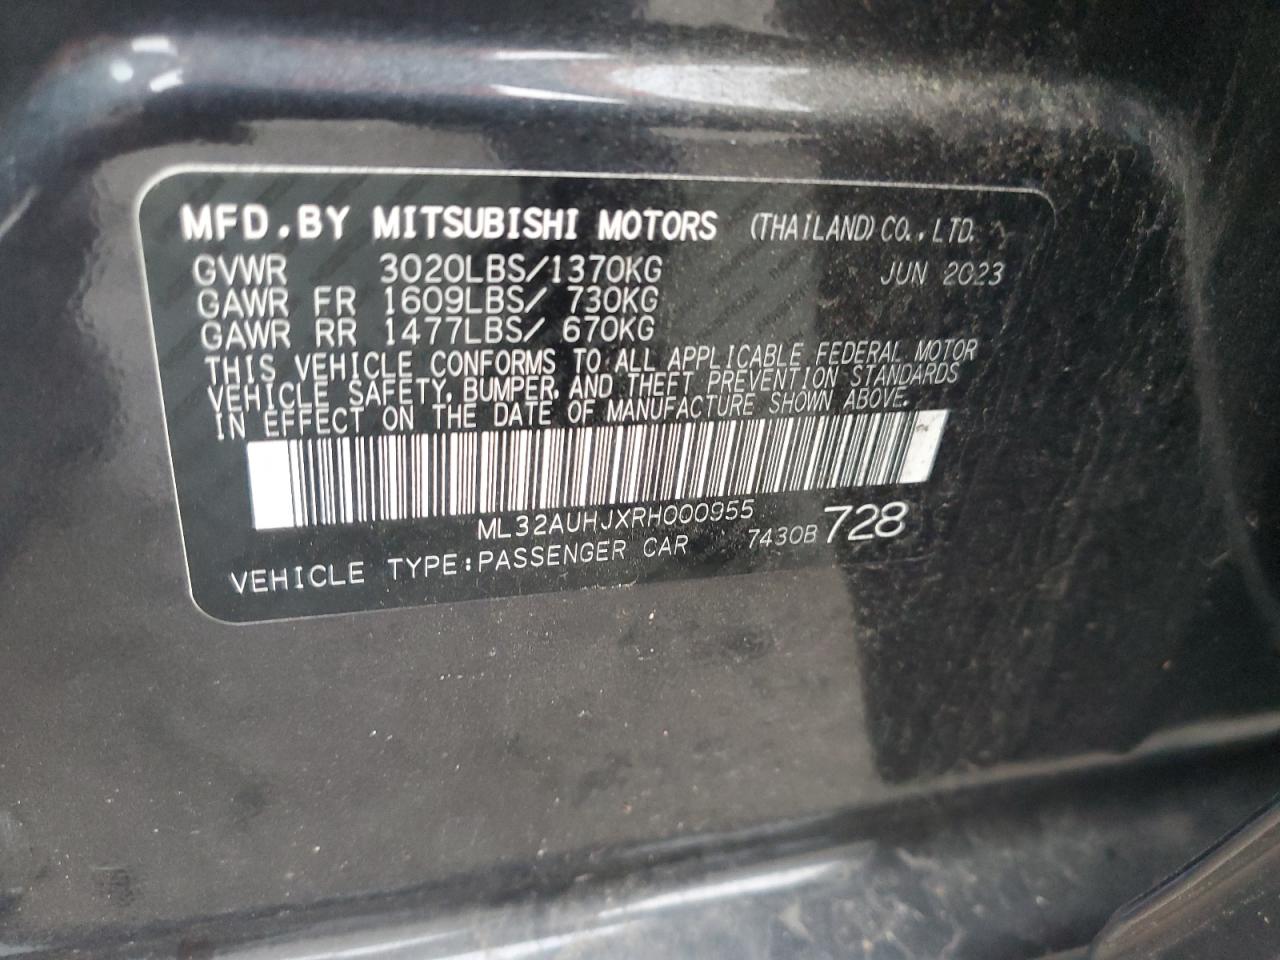 MFD. BY MITSUBISHI MOTORS (THAILAND) CO., LTD.
GVWR 3020LBS/1370KG JUN 2023
GAWR FR 1609LBS/ 730KG
GAWR RR 1477LBS/ 670KG
THIS VEHICLE CONFORMS TO ALL APPLICABLE FEDERAL MOTOR
VEHICLE SAFETY, BUMPER, AND THEFT PREVENTION STANDARDS
IN EFFECT ON THE DATE OF MANUFACTURE SHOWN ABOVE.
ML32AUHJXRH000955
VEHICLE TYPE:PASSENGER CAR 7430B 728